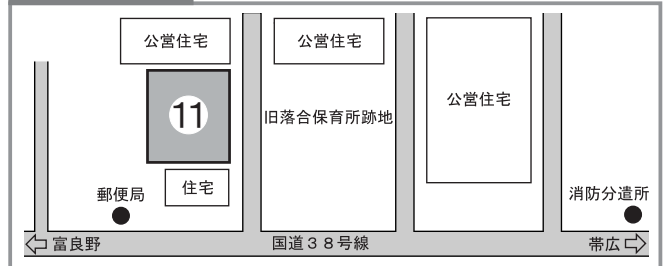 公営住宅
公営住宅
公営住宅
11
旧落合保育所跡地
住宅
郵便局
消防分遣所
富良野
国道38号線
帯広